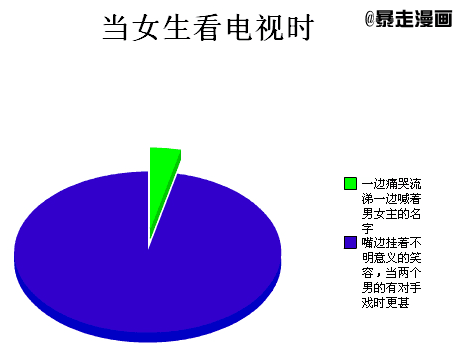 当女生看电视时
@暴走漫画
一边痛哭流
涕一边喊着
男女主的名
字
嘴边挂着不
明意义的笑
容，当两个
男的有对手
戏时更甚